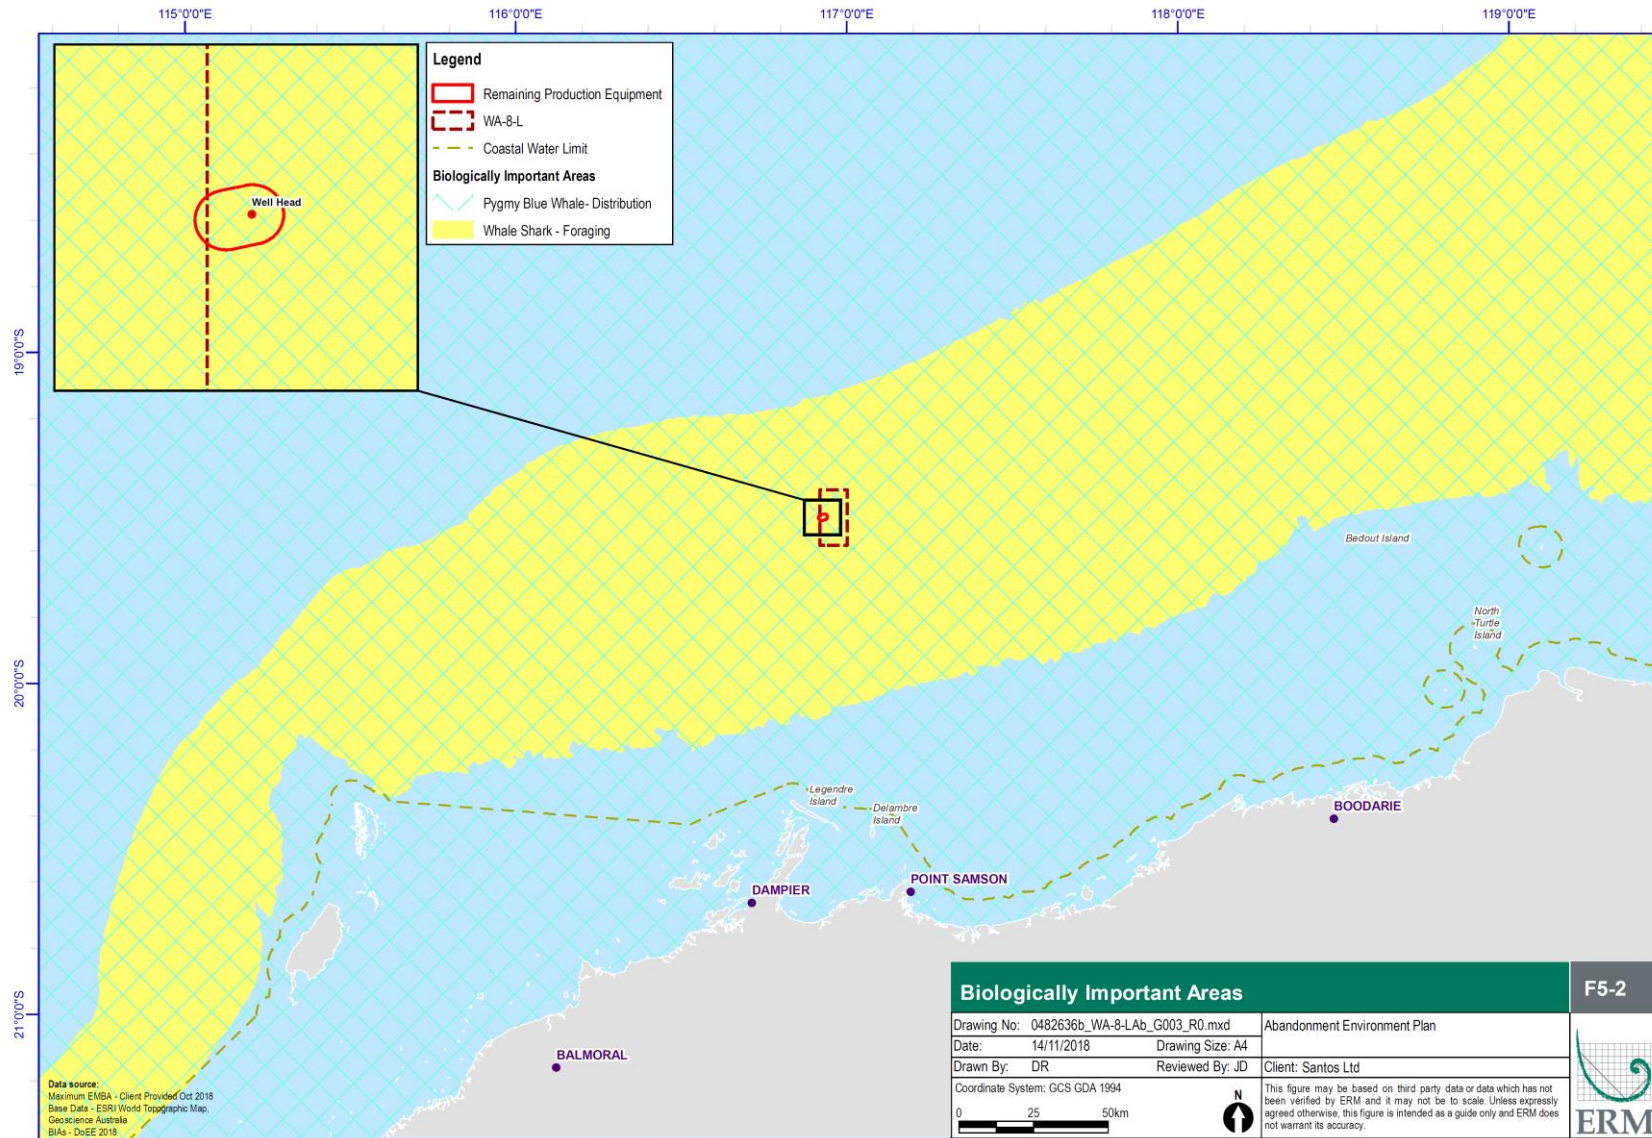 115°0'0"E
116°0'0"E
117°0'0"E
118°0'0"E
119°0'0"E
19°0'0"S
20°0'0"S
21°0'0"S
Well Head
Legend
Remaining Production Equipment
WA-8-L
Coastal Water Limit
Biologically Important Areas
Pygmy Blue Whale- Distribution
Whale Shark - Foraging
Bedout Island
North
Turtle
Island
Legendre
Island
Delambre
Island
BOODARIE
POINT SAMSON
DAMPIER
BALMORAL
Data source:
Maximum EMBA - Client Provided Oct 2018
Base Data - ESRI World Topographic Map,
Geoscience Australia
BIAs - DoEE 2018
Biologically Important Areas
F5-2
Drawing No: 0482636b_WA-8-LAb_G003_R0.mxd
Abandonment Environment Plan
Date: 14/11/2018 Drawing Size: A4
Drawn By: DR Reviewed By: JD
Client: Santos Ltd
Coordinate System: GCS GDA 1994
0 25 50km
N
This figure may be based on third party data or data which has not
been verified by ERM and it may not be to scale. Unless expressly
agreed otherwise, this figure is intended as a guide only and ERM does
not warrant its accuracy.
ERM